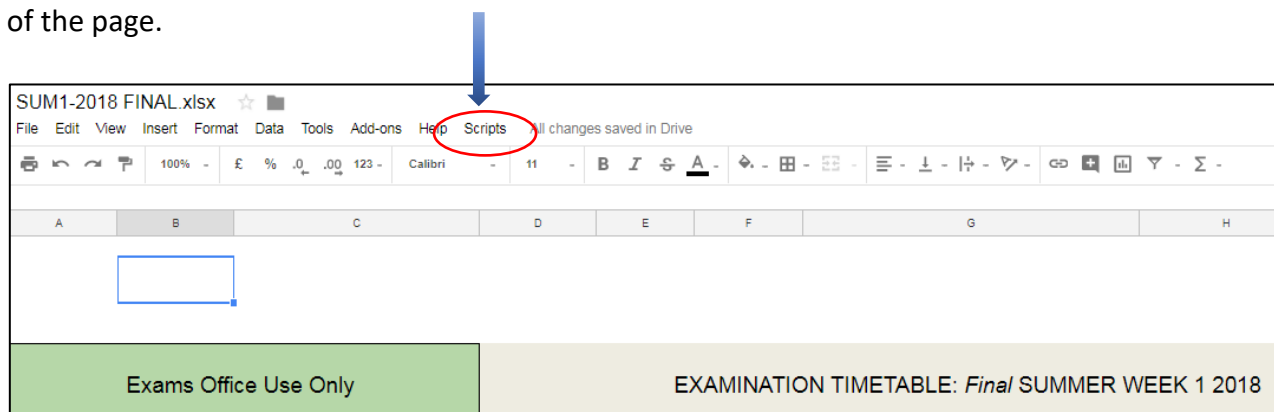 of the page.
SUM1-2018 FINAL.xlsx
File Edit View Insert Format Data Tools Add-ons Help Scripts All changes saved in Drive
100% - £ % .0 .00 123 - Calibri - 11 - B I S A - Σ -
A B C D E F G H
Exams Office Use Only EXAMINATION TIMETABLE: Final SUMMER WEEK 1 2018